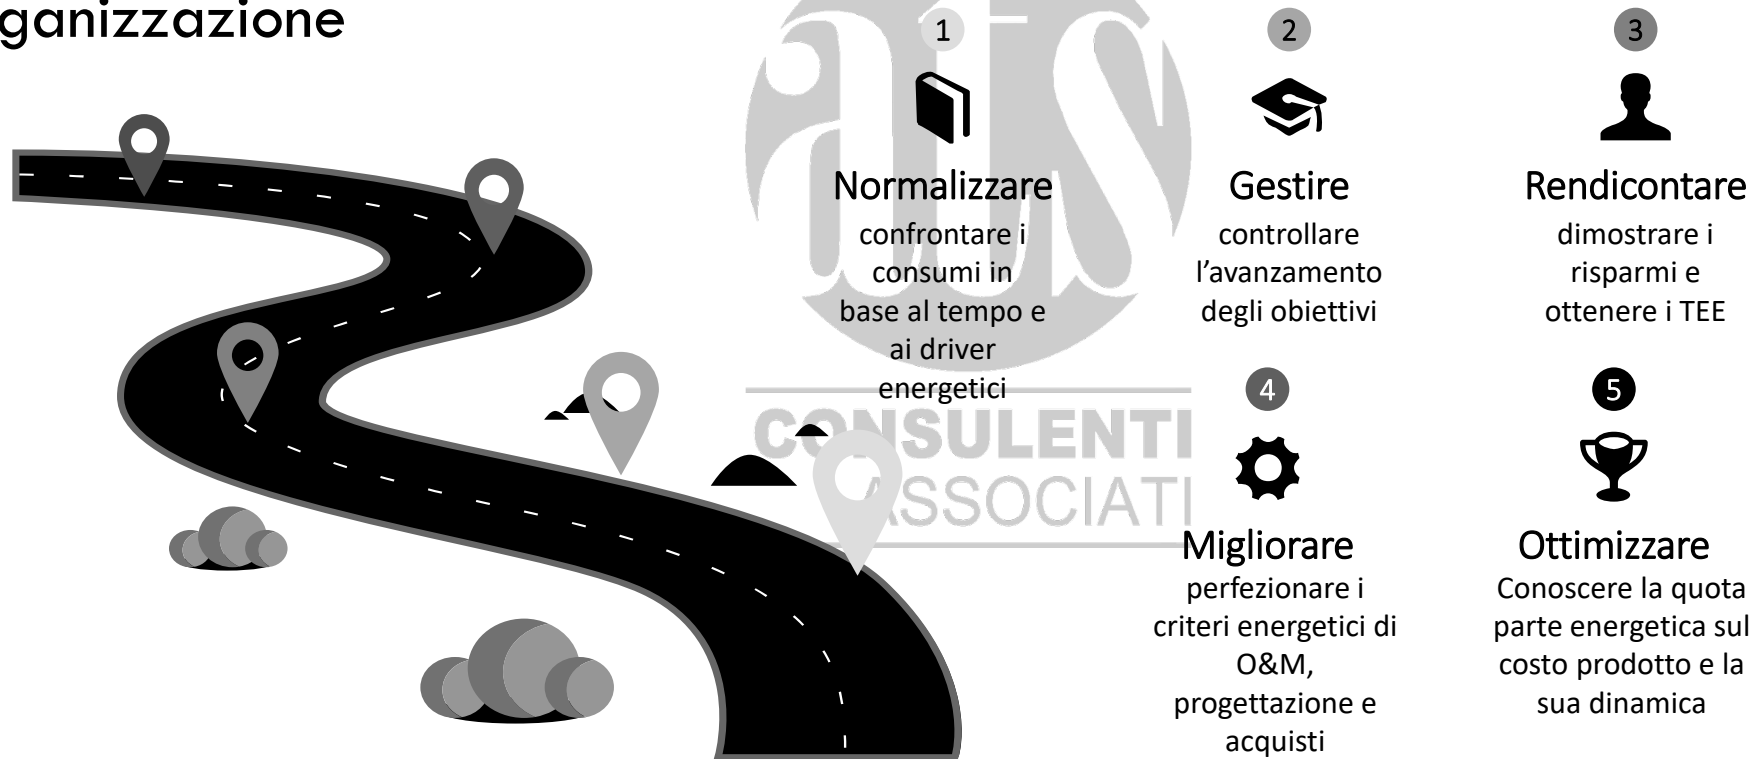 ganizzazione
1
Normalizzare
confrontare i
consumi in
base al tempo e
ai driver
energetici
2
Gestire
controllare
l’avanzamento
degli obiettivi
3
Rendicontare
dimostrare i
risparmi e
ottenere i TEE
4
Migliorare
perfezionare i
criteri energetici di
O&M,
progettazione e
acquisti
5
Ottimizzare
Conoscere la quota
parte energetica sul
costo prodotto e la
sua dinamica
CONSULENTI
ASSOCIATI